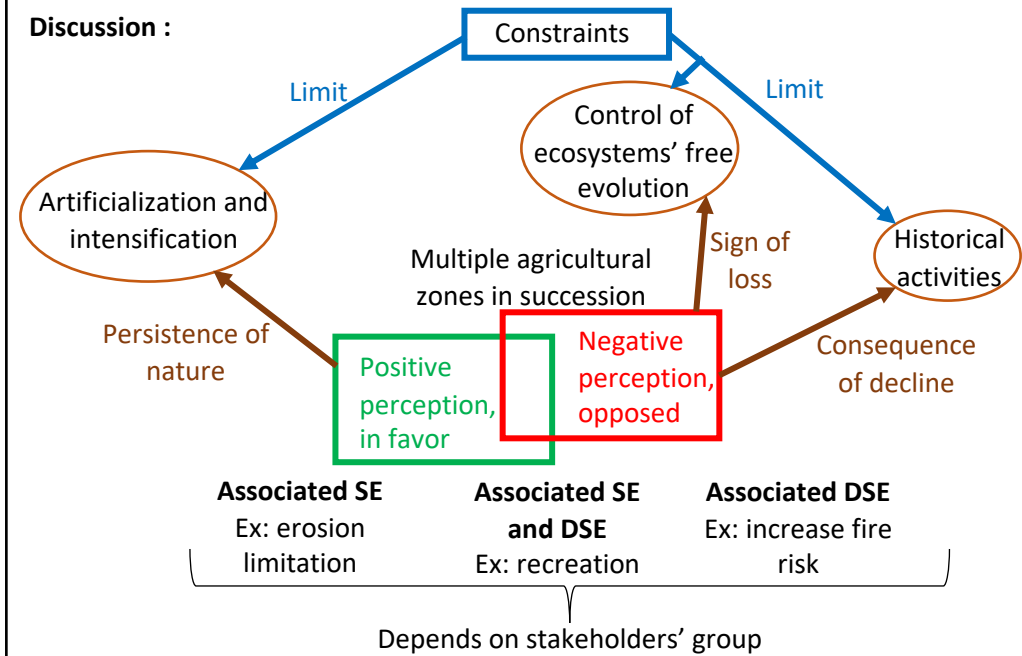 Discussion :
Constraints
Limit
Limit
Control of
ecosystems’ free
evolution
Artificialization and
intensification
Historical
activities
Sign of
loss
Multiple agricultural
zones in succession
Persistence of
nature
Positive
perception,
in favor
Negative
perception,
opposed
Consequence
of decline
Associated SE
Ex: erosion
limitation
Associated SE
and DSE
Ex: recreation
Associated DSE
Ex: increase fire
risk
Depends on stakeholders’ group